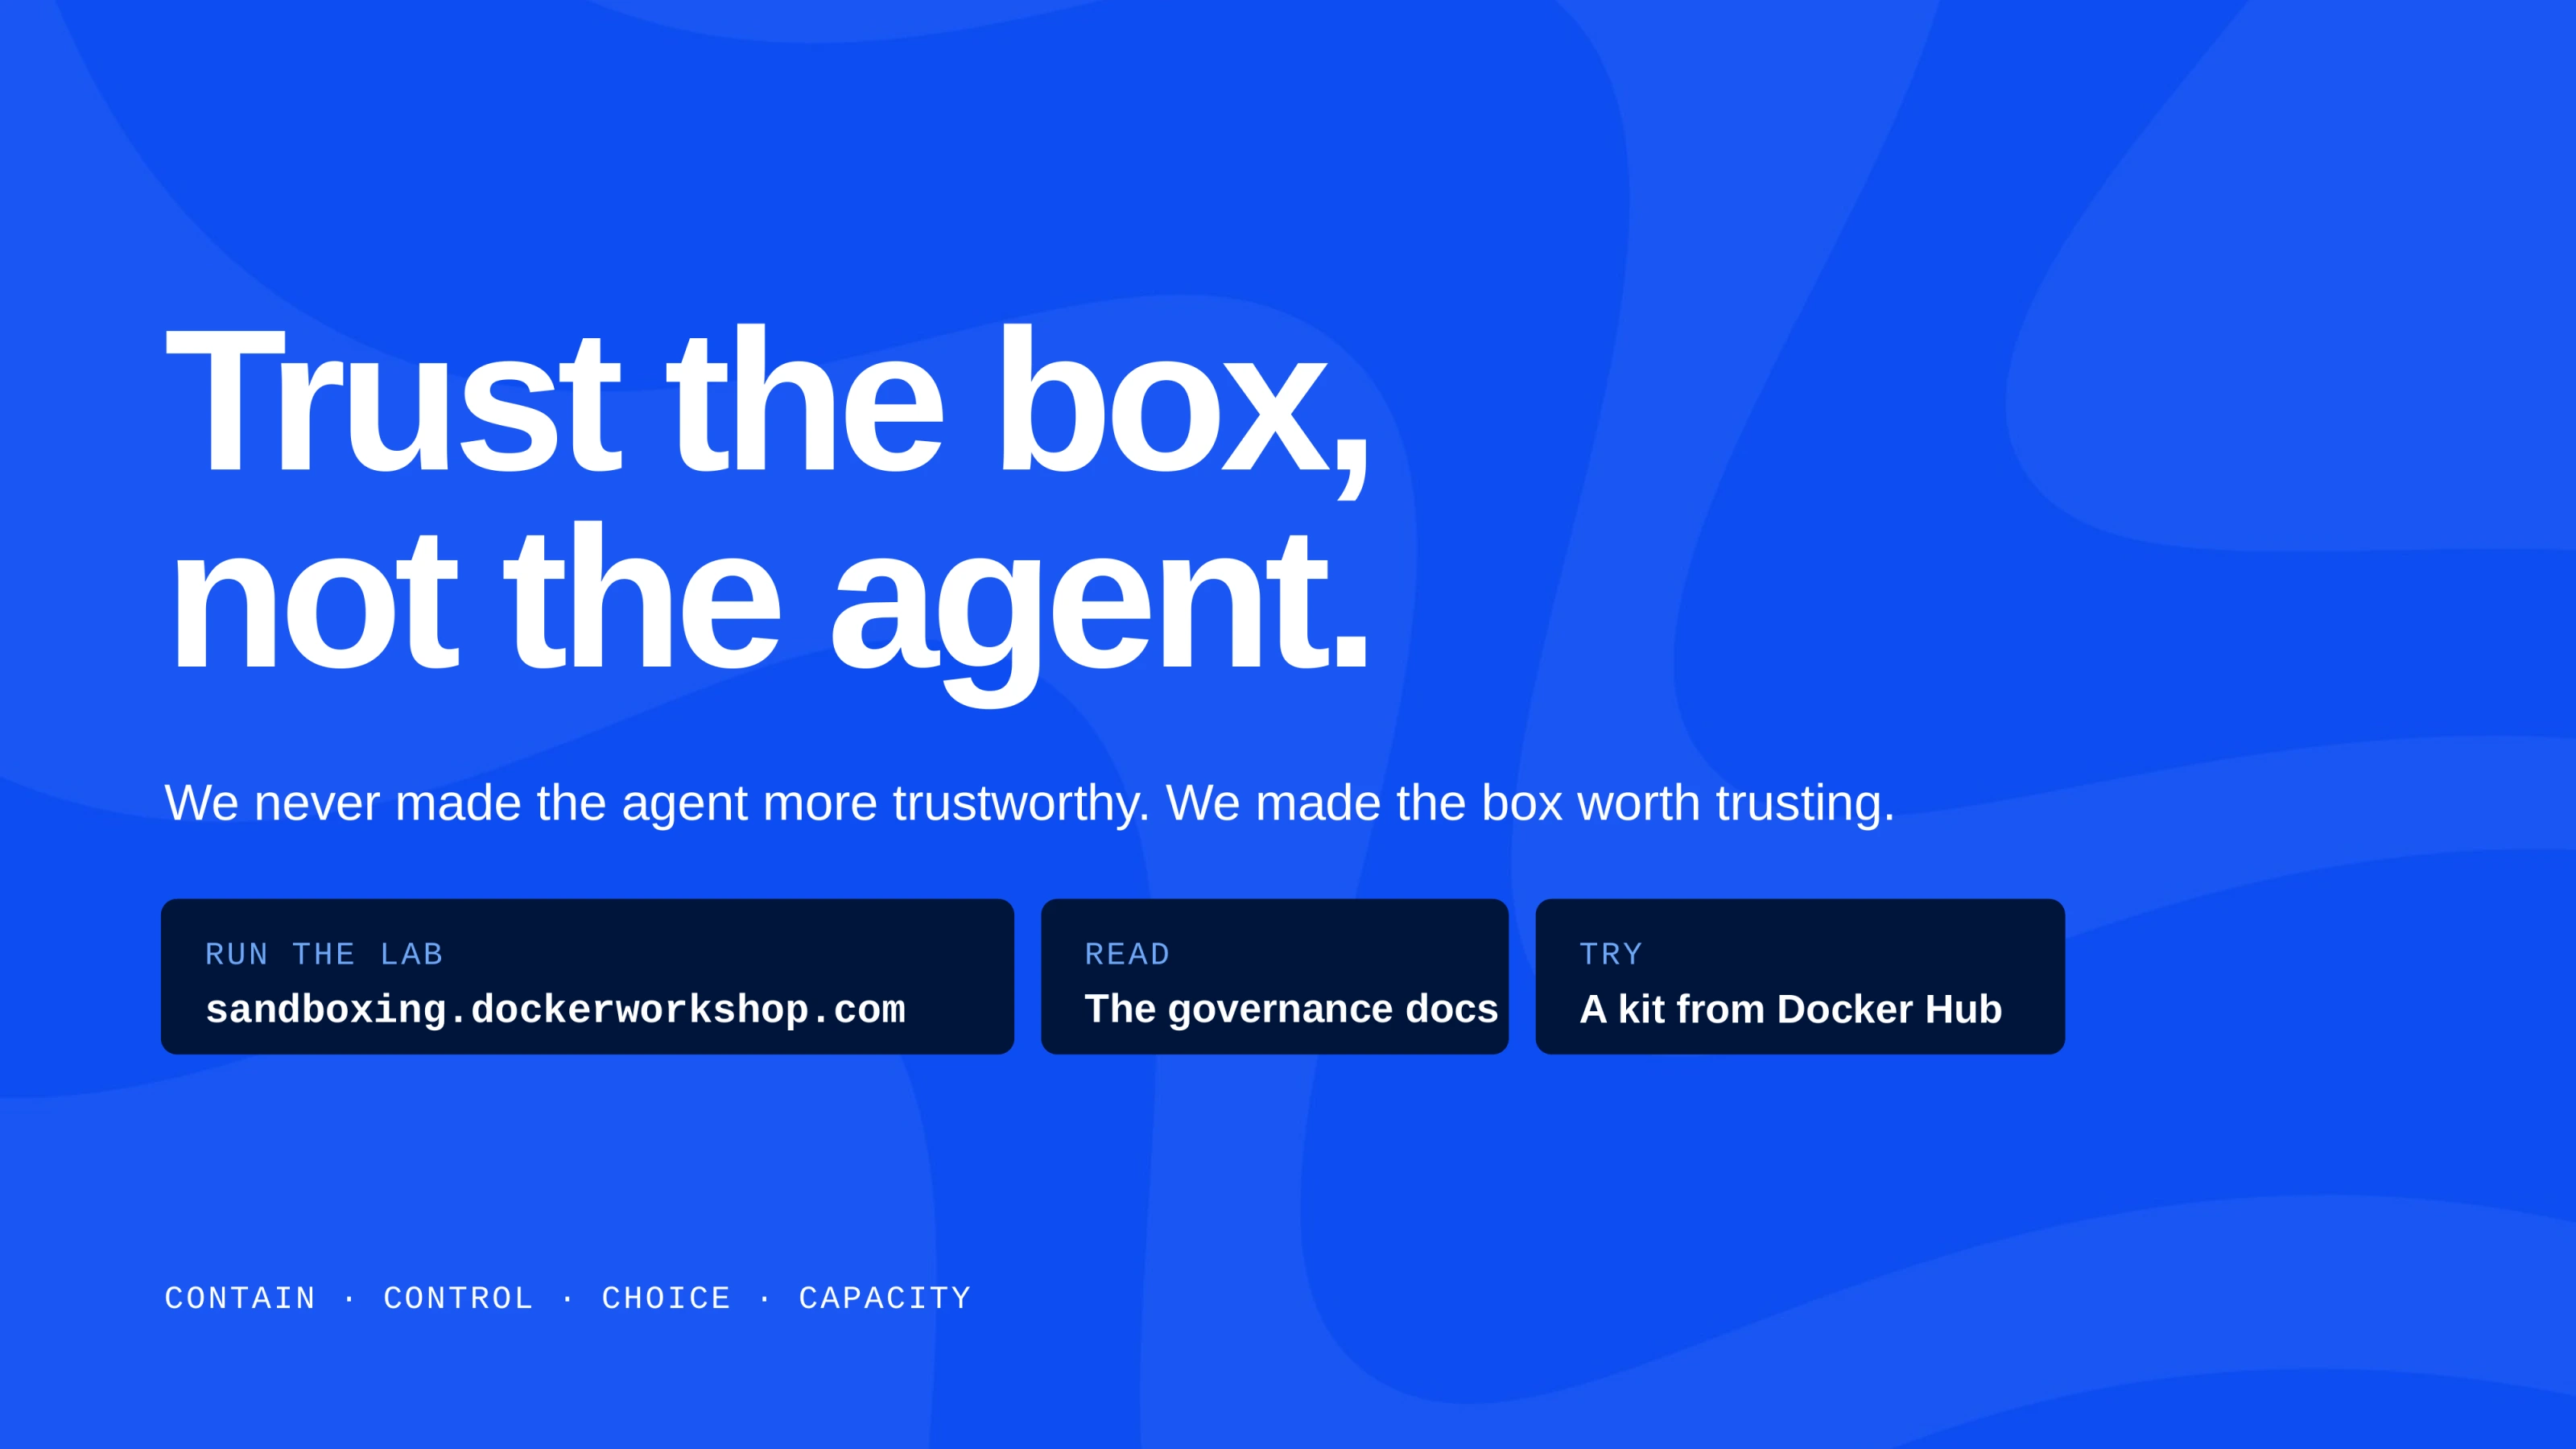 Trust the box,
not the agent.
We never made the agent more trustworthy. We made the box worth trusting.
RUN THE LAB
sandboxing.dockerworkshop.com
READ
The governance docs
TRY
A kit from Docker Hub
CONTAIN · CONTROL · CHOICE · CAPACITY